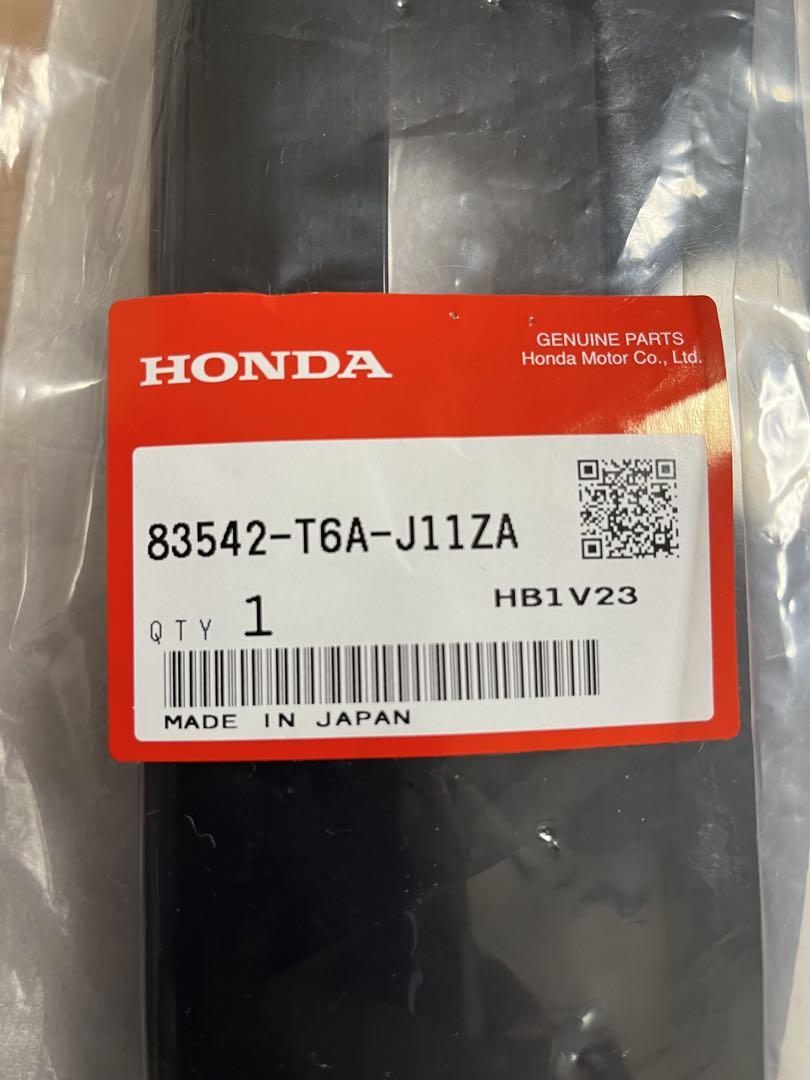 HONDA
GENUINE PARTS
Honda Motor Co., Ltd.
83542-T6A-J11ZA
QTY 1
HB1V23
MADE IN JAPAN